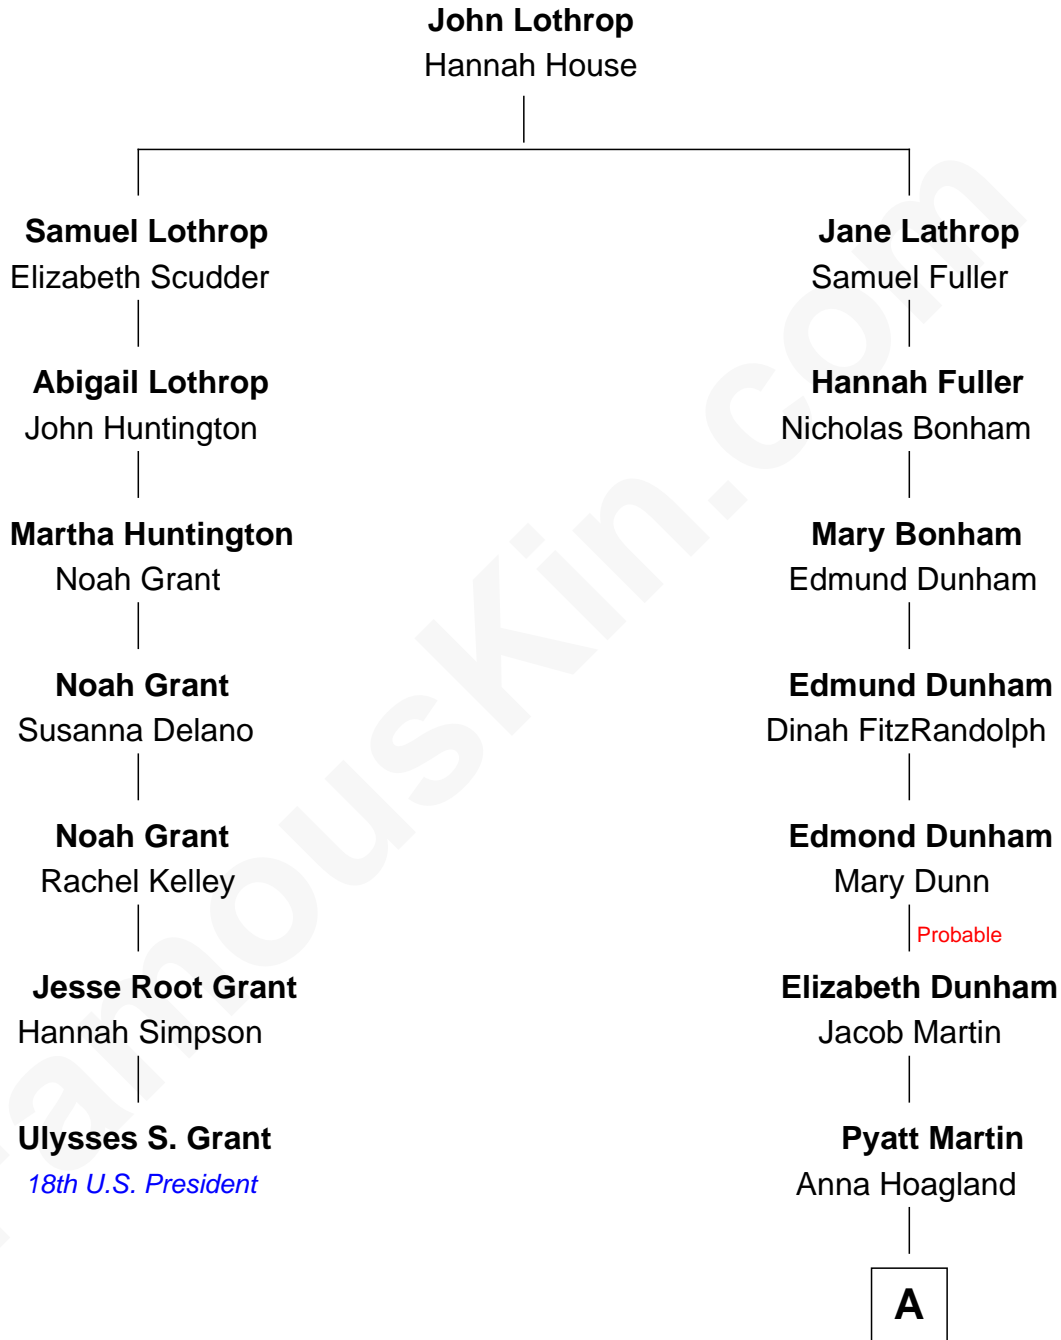 John Lothrop
Hannah House
Samuel Lothrop
Elizabeth Scudder
Jane Lathrop
Samuel Fuller
Abigail Lothrop
John Huntington
Hannah Fuller
Nicholas Bonham
Martha Huntington
Noah Grant
Mary Bonham
Edmund Dunham
Noah Grant
Susanna Delano
Edmund Dunham
Dinah FitzRandolph
Noah Grant
Rachel Kelley
Edmond Dunham
Mary Dunn
Probable
Jesse Root Grant
Hannah Simpson
Elizabeth Dunham
Jacob Martin
Ulysses S. Grant
18th U.S. President
Pyatt Martin
Anna Hoagland
A
FamousKin.com